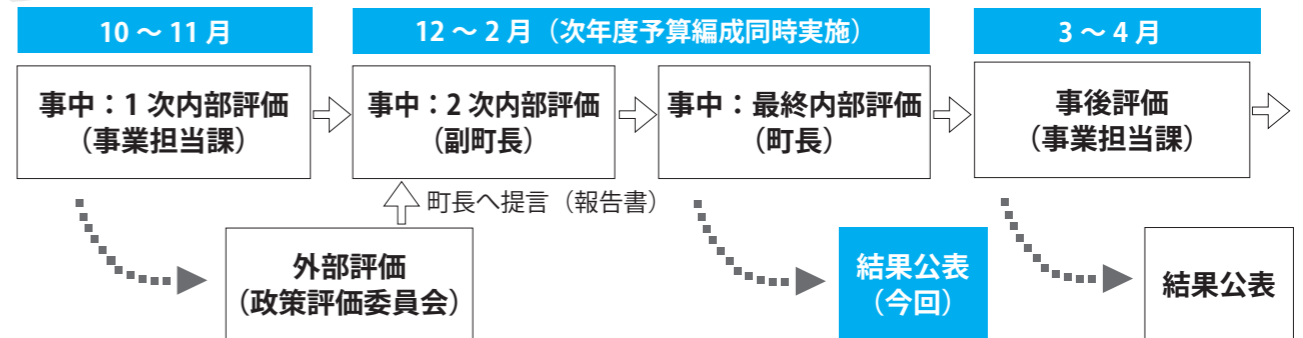 10 ～ 11 月
12 ～ 2 月（次年度予算編成同時実施）
3 ～ 4 月
事中：1 次内部評価
（事業担当課）
事中：2 次内部評価
（副町長）
事中：最終内部評価
（町長）
事後評価
（事業担当課）
町長へ提言（報告書）
外部評価
（政策評価委員会）
結果公表
（今回）
結果公表